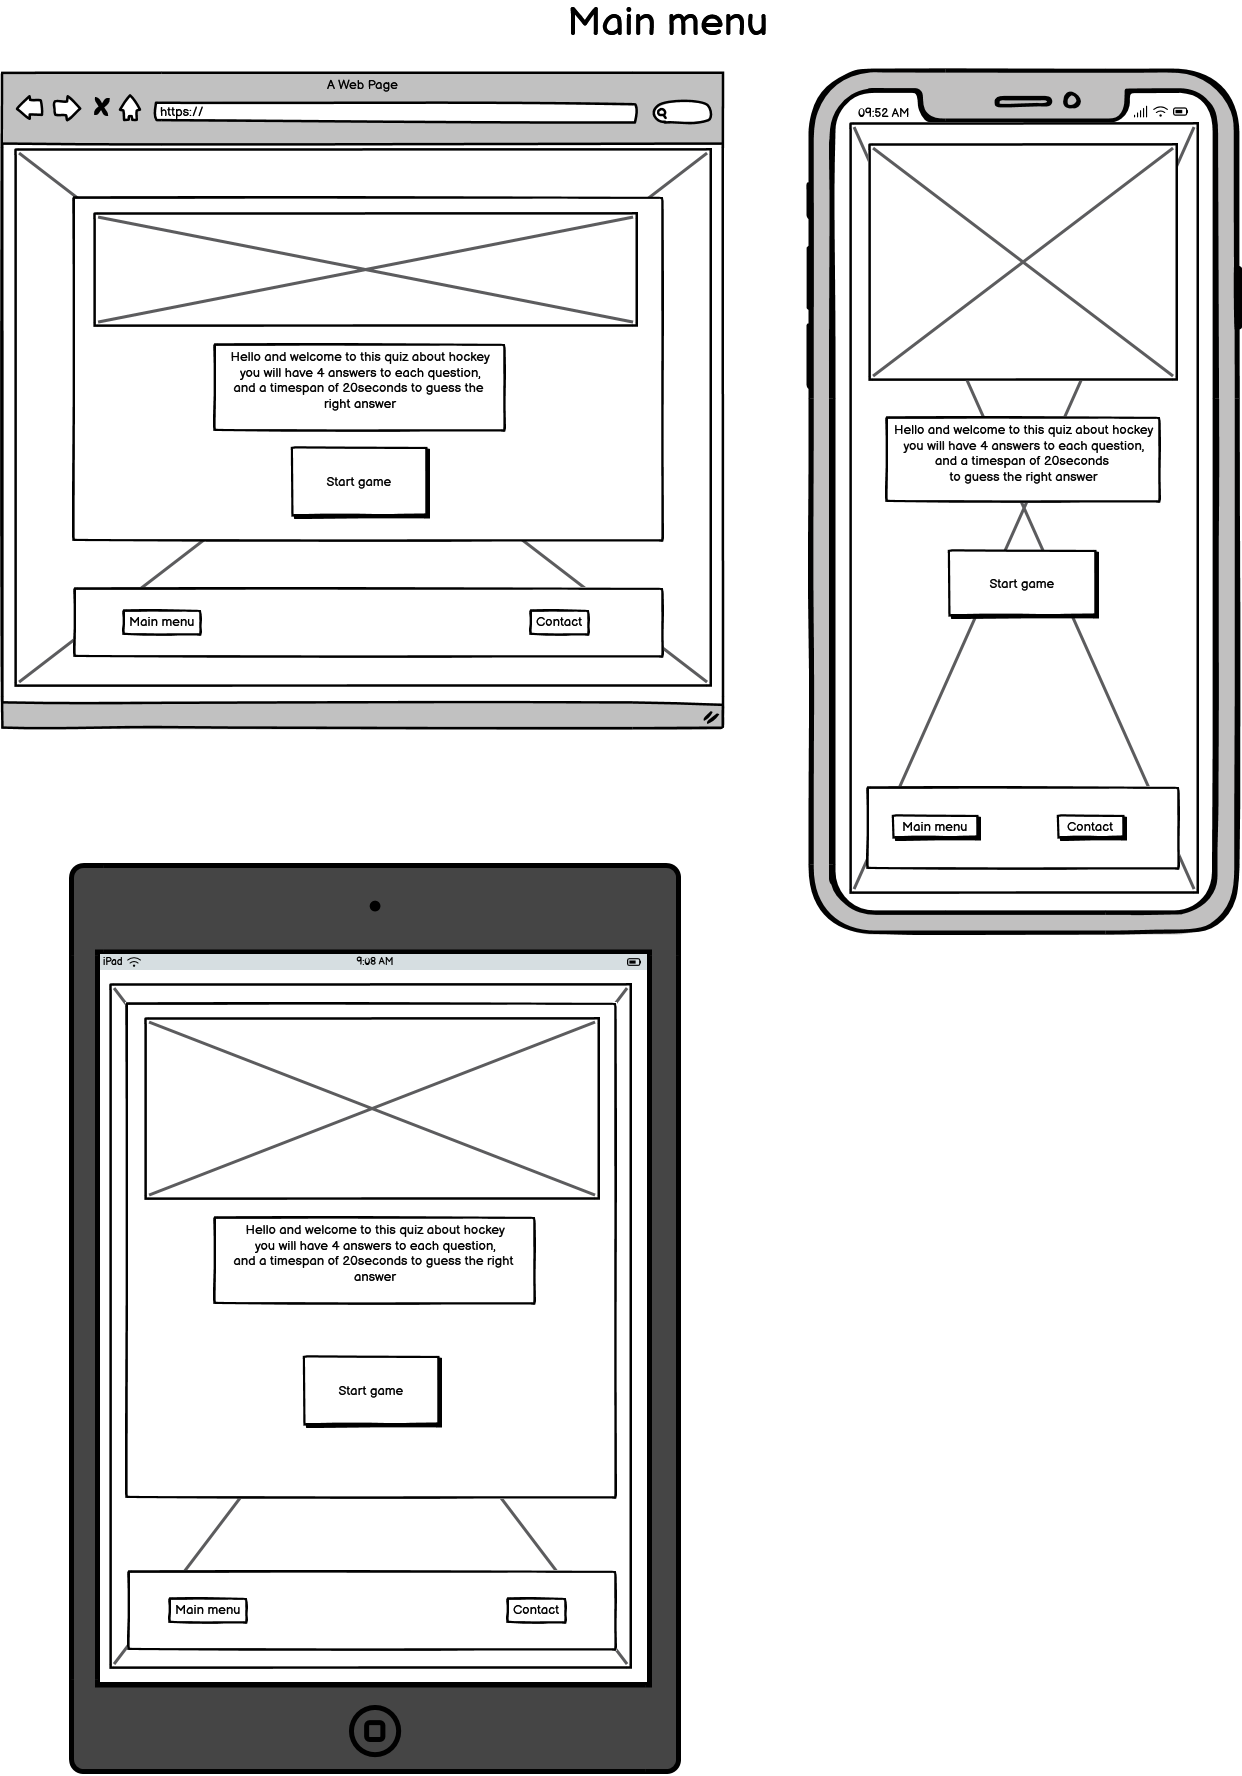 Main menu
A Web Page
https://
Hello and welcome to this quiz about hockey
you will have 4 answers to each question,
and a timespan of 20seconds to guess the
right answer
Start game
Main menu
Contact
09:52 AM
Hello and welcome to this quiz about hockey
you will have 4 answers to each question,
and a timespan of 20seconds
to guess the right answer
Start game
Main menu
Contact
iPad
9:08 AM
Hello and welcome to this quiz about hockey
you will have 4 answers to each question,
and a timespan of 20seconds to guess the right
answer
Start game
Main menu
Contact